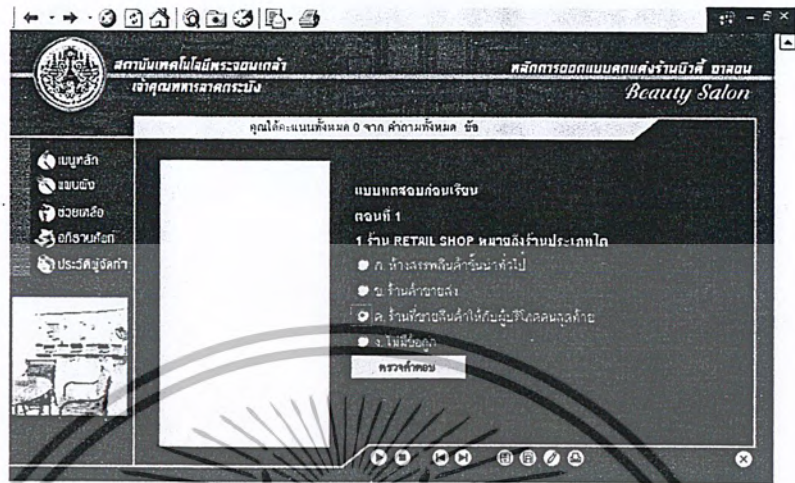 สถาบันเทคโนโลยีพระจอมเกล้า
เจ้าคุณทหารลาดกระบัง
หลักการออกแบบตกแต่งร้านบิวตี้ ซาลอน
Beauty Salon
คุณได้คะแนนทั้งหมด 0 จาก คำถามทั้งหมด ข้อ
เมนูหลัก
แผนผัง
ช่วยเหลือ
อภิธานศัพท์
ประวัติผู้จัดทำ
แบบทดสอบก่อนเรียน
ตอนที่ 1
1 ร้าน RETAIL SHOP หมายถึงร้านประเภทใด
ก. ห้างสรรพสินค้าชั้นนำทั่วไป
ข. ร้านค้าขายส่ง
ค. ร้านที่ขายสินค้าให้กับผู้บริโภคคนสุดท้าย
ง. ไม่มีข้อถูก
ตรวจคำตอบ